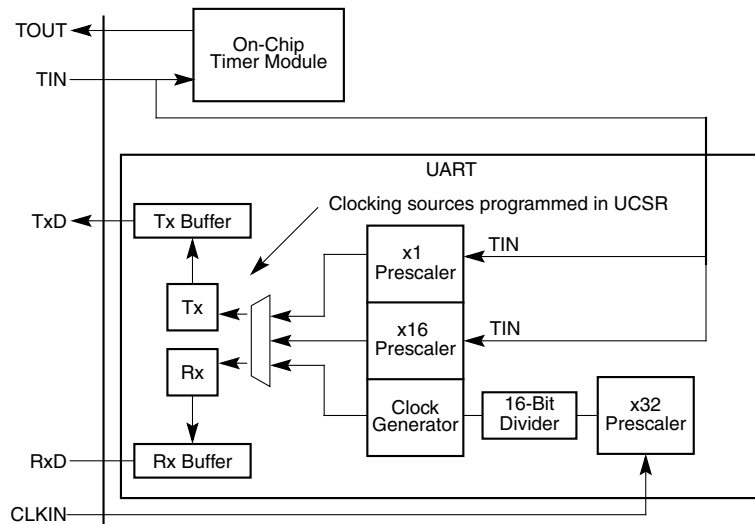 TOUT
On-Chip
Timer Module
TIN
UART
Clocking sources programmed in UCSR
TxD
Tx Buffer
x1
Prescaler
TIN
Tx
x16
Prescaler
TIN
Rx
Clock
Generator
16-Bit
Divider
x32
Prescaler
RxD
Rx Buffer
CLKIN